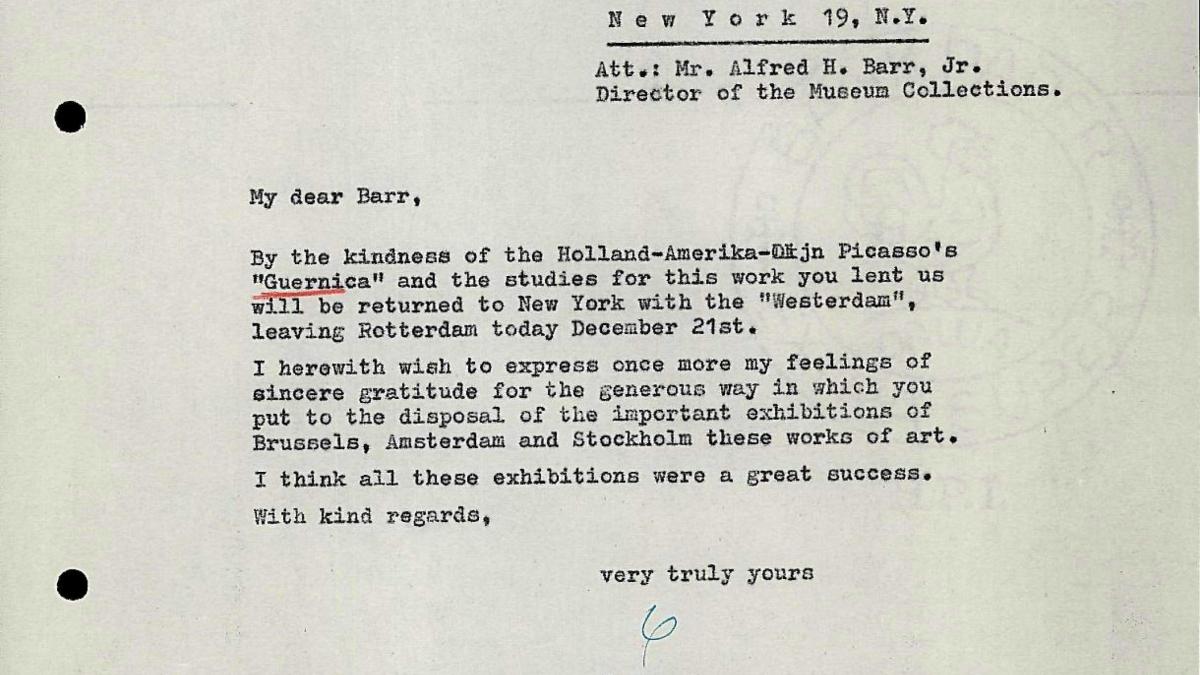 N e w Y o r k 19, N.Y.
Att.: Mr. Alfred H. Barr, Jr.
Director of the Museum Collections.
My dear Barr,
By the kindness of the Holland-Amerika-Lijn Picasso's
"Guernica" and the studies for this work you lent us
will be returned to New York with the "Westerdam",
leaving Rotterdam today December 21st.
I herewith wish to express once more my feelings of
sincere gratitude for the generous way in which you
put to the disposal of the important exhibitions of
Brussels, Amsterdam and Stockholm these works of art.
I think all these exhibitions were a great success.
With kind regards,
very truly yours